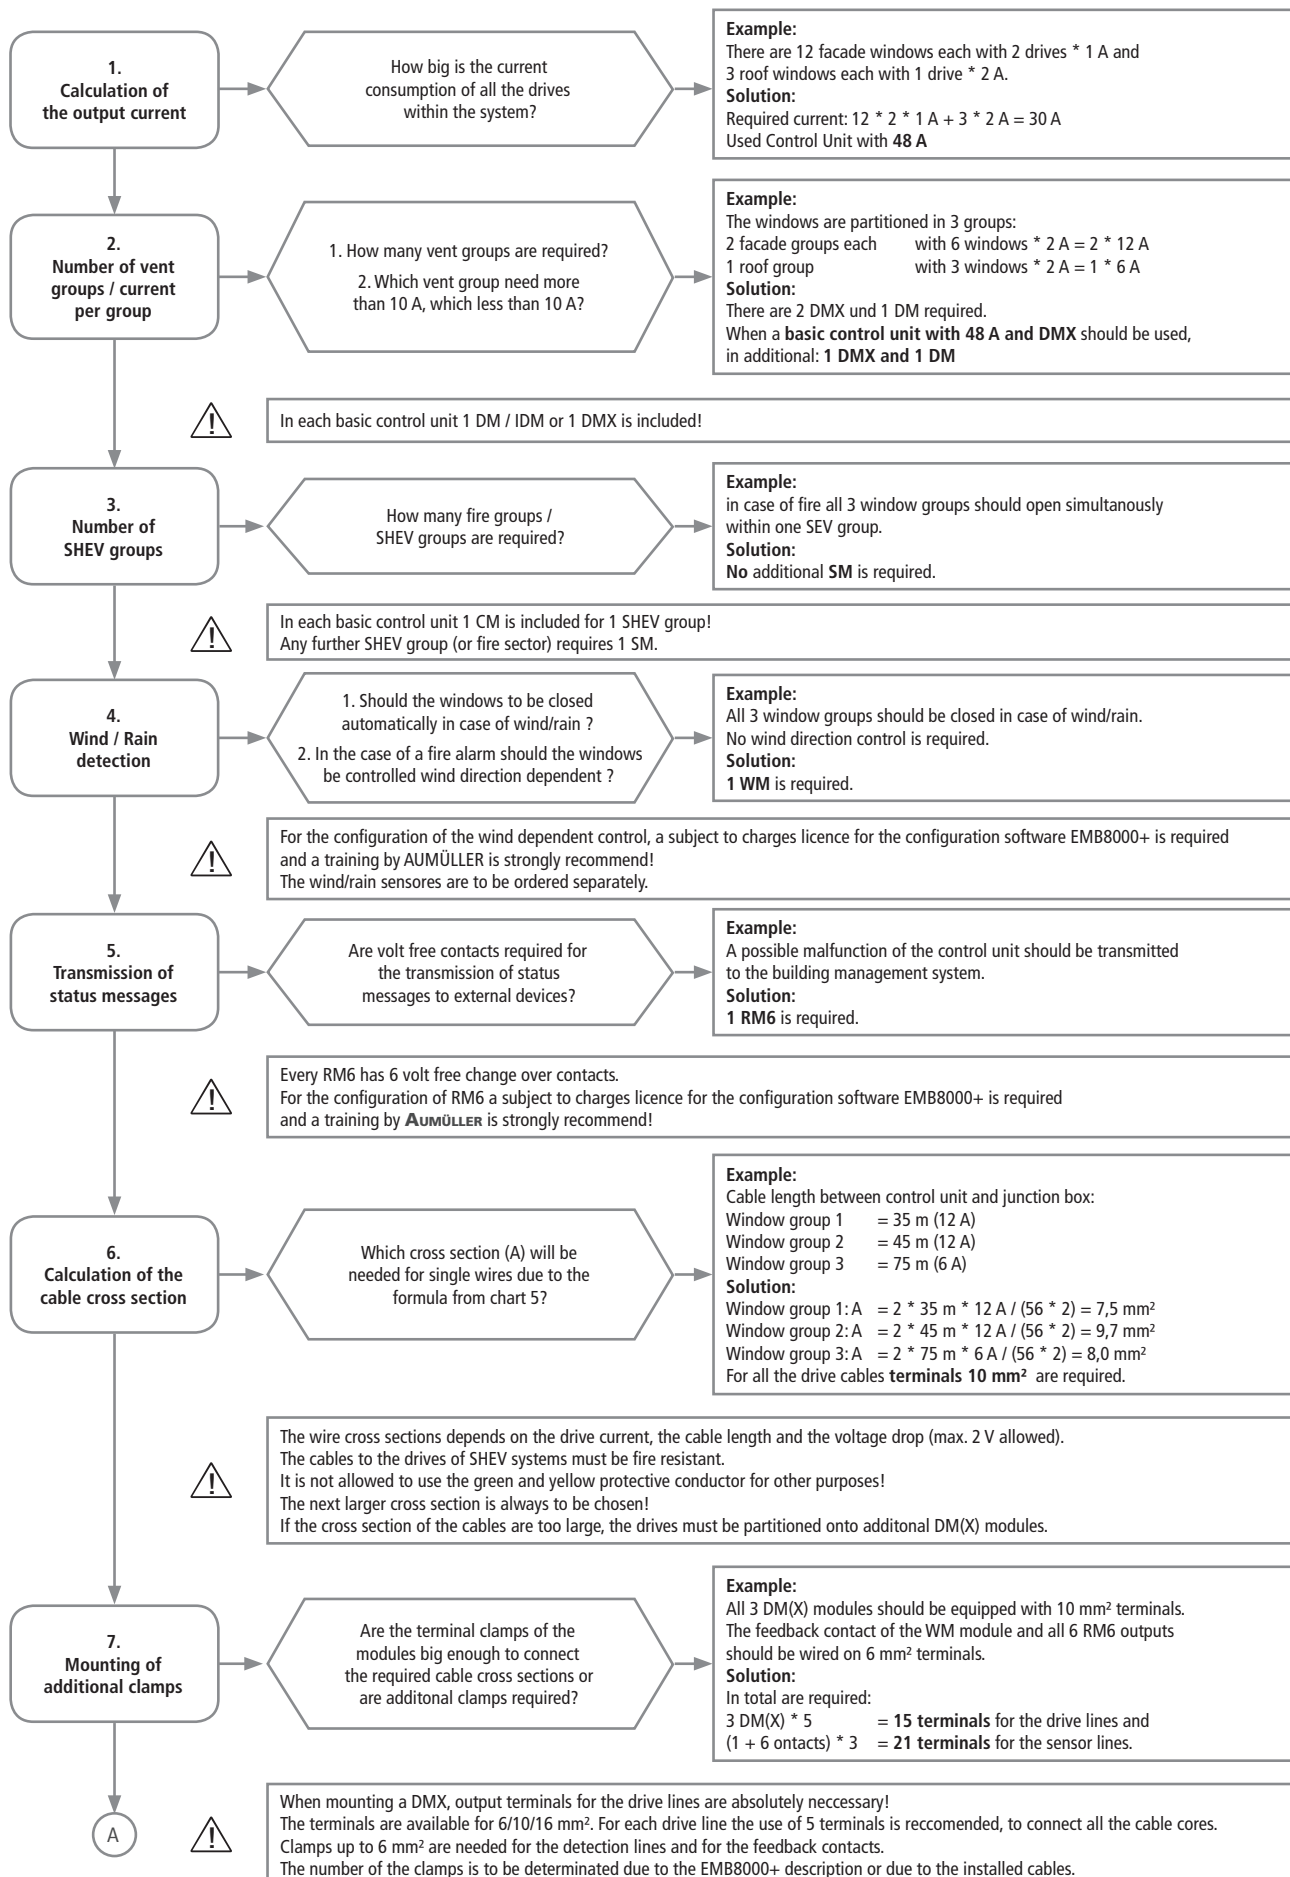 1.
Calculation of
the output current
How big is the current
consumption of all the drives
within the system?
Example:
There are 12 facade windows each with 2 drives * 1 A and
3 roof windows each with 1 drive * 2 A.
Solution:
Required current: 12 * 2 * 1 A + 3 * 2 A = 30 A
Used Control Unit with 48 A
2.
Number of vent
groups / current
per group
1. How many vent groups are required?
2. Which vent group need more
than 10 A, which less than 10 A?
Example:
The windows are partitioned in 3 groups:
2 facade groups each with 6 windows * 2 A = 2 * 12 A
1 roof group with 3 windows * 2 A = 1 * 6 A
Solution:
There are 2 DMX und 1 DM required.
When a basic control unit with 48 A and DMX should be used,
in additional: 1 DMX and 1 DM
In each basic control unit 1 DM / IDM or 1 DMX is included!
3.
Number of
SHEV groups
How many fire groups /
SHEV groups are required?
Example:
in case of fire all 3 window groups should open simultanously
within one SEV group.
Solution:
No additional SM is required.
In each basic control unit 1 CM is included for 1 SHEV group!
Any further SHEV group (or fire sector) requires 1 SM.
4.
Wind / Rain
detection
1. Should the windows to be closed
automatically in case of wind/rain ?
2. In the case of a fire alarm should the windows
be controlled wind direction dependent ?
Example:
All 3 window groups should be closed in case of wind/rain.
No wind direction control is required.
Solution:
1 WM is required.
For the configuration of the wind dependent control, a subject to charges licence for the configuration software EMB8000+ is required
and a training by AUMÜLLER is strongly recommend!
The wind/rain sensores are to be ordered separately.
5.
Transmission of
status messages
Are volt free contacts required for
the transmission of status
messages to external devices?
Example:
A possible malfunction of the control unit should be transmitted
to the building management system.
Solution:
1 RM6 is required.
Every RM6 has 6 volt free change over contacts.
For the configuration of RM6 a subject to charges licence for the configuration software EMB8000+ is required
and a training by AUMÜLLER is strongly recommend!
6.
Calculation of the
cable cross section
Which cross section (A) will be
needed for single wires due to the
formula from chart 5?
Example:
Cable length between control unit and junction box:
Window group 1 = 35 m (12 A)
Window group 2 = 45 m (12 A)
Window group 3 = 75 m (6 A)
Solution:
Window group 1: A = 2 * 35 m * 12 A / (56 * 2) = 7,5 mm²
Window group 2: A = 2 * 45 m * 12 A / (56 * 2) = 9,7 mm²
Window group 3: A = 2 * 75 m * 6 A / (56 * 2) = 8,0 mm²
For all the drive cables terminals 10 mm² are required.
The wire cross sections depends on the drive current, the cable length and the voltage drop (max. 2 V allowed).
The cables to the drives of SHEV systems must be fire resistant.
It is not allowed to use the green and yellow protective conductor for other purposes!
The next larger cross section is always to be chosen!
If the cross section of the cables are too large, the drives must be partitioned onto additonal DM(X) modules.
7.
Mounting of
additional clamps
Are the terminal clamps of the
modules big enough to connect
the required cable cross sections or
are additonal clamps required?
Example:
All 3 DM(X) modules should be equipped with 10 mm² terminals.
The feedback contact of the WM module and all 6 RM6 outputs
should be wired on 6 mm² terminals.
Solution:
In total are required:
3 DM(X) * 5 = 15 terminals for the drive lines and
(1 + 6 ontacts) * 3 = 21 terminals for the sensor lines.
A
When mounting a DMX, output terminals for the drive lines are absolutely neccessary!
The terminals are available for 6/10/16 mm². For each drive line the use of 5 terminals is reccomended, to connect all the cable cores.
Clamps up to 6 mm² are needed for the detection lines and for the feedback contacts.
The number of the clamps is to be determinated due to the EMB8000+ description or due to the installed cables.